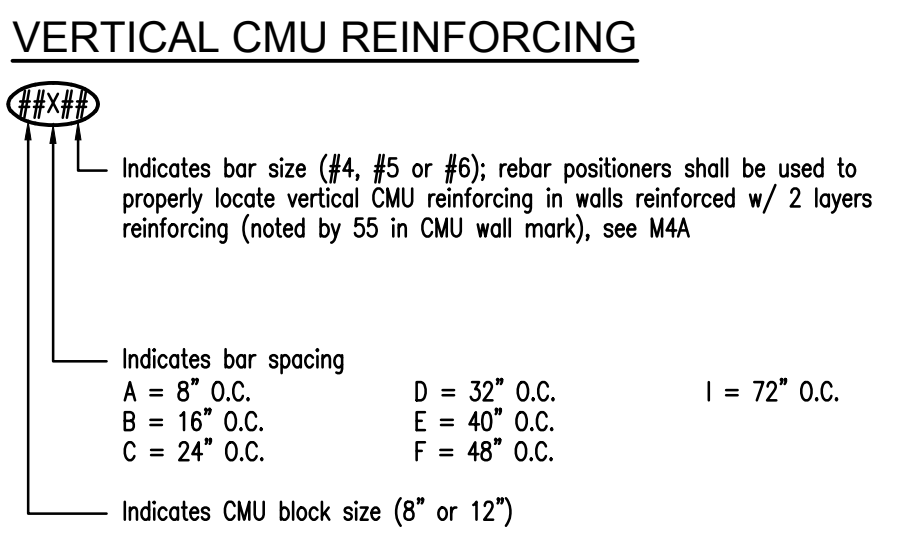 VERTICAL CMU REINFORCING
##X##
Indicates bar size (#4, #5 or #6); rebar positioners shall be used to
properly locate vertical CMU reinforcing in walls reinforced w/ 2 layers
reinforcing (noted by 55 in CMU wall mark), see M4A
Indicates bar spacing
A = 8" O.C. D = 32" O.C. I = 72" O.C.
B = 16" O.C. E = 40" O.C.
C = 24" O.C. F = 48" O.C.
Indicates CMU block size (8" or 12")